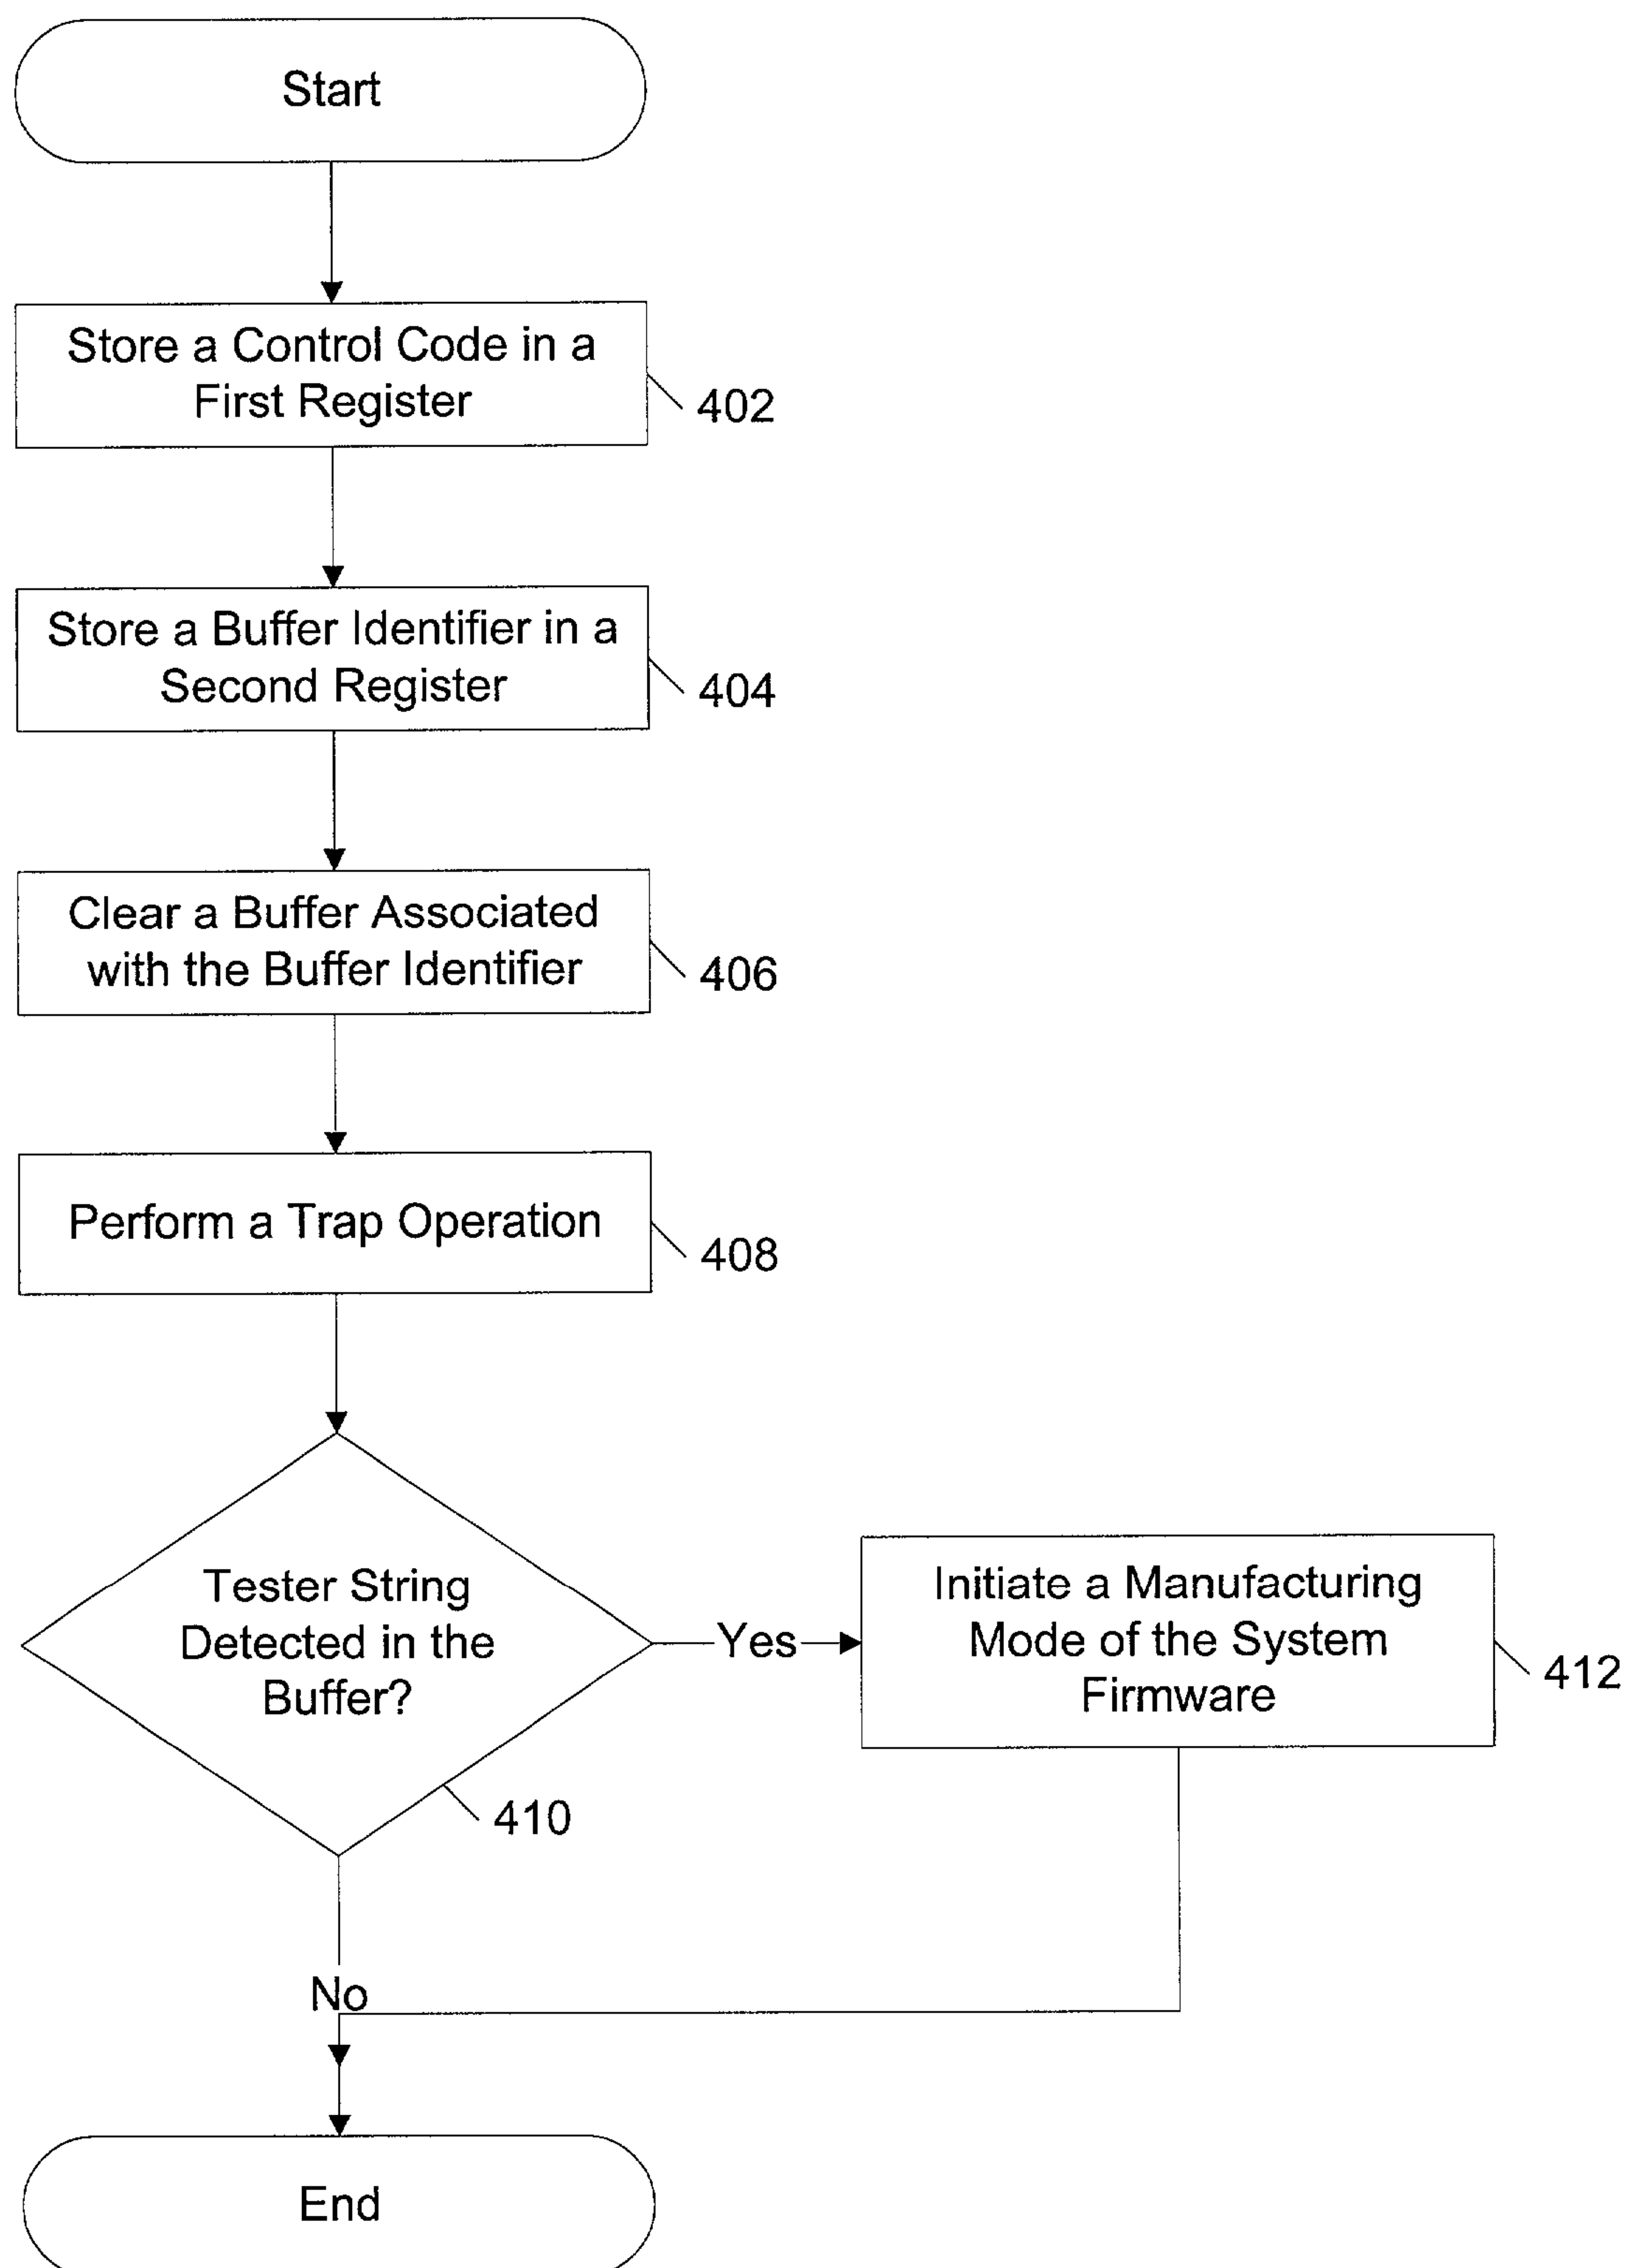 Start
Store a Control Code in a
First Register
402
Store a Buffer Identifier in a
Second Register
404
Clear a Buffer Associated
with the Buffer Identifier
406
Perform a Trap Operation
408
Tester String
Detected in the
Buffer?
410
Yes
Initiate a Manufacturing
Mode of the System
Firmware
412
No
End